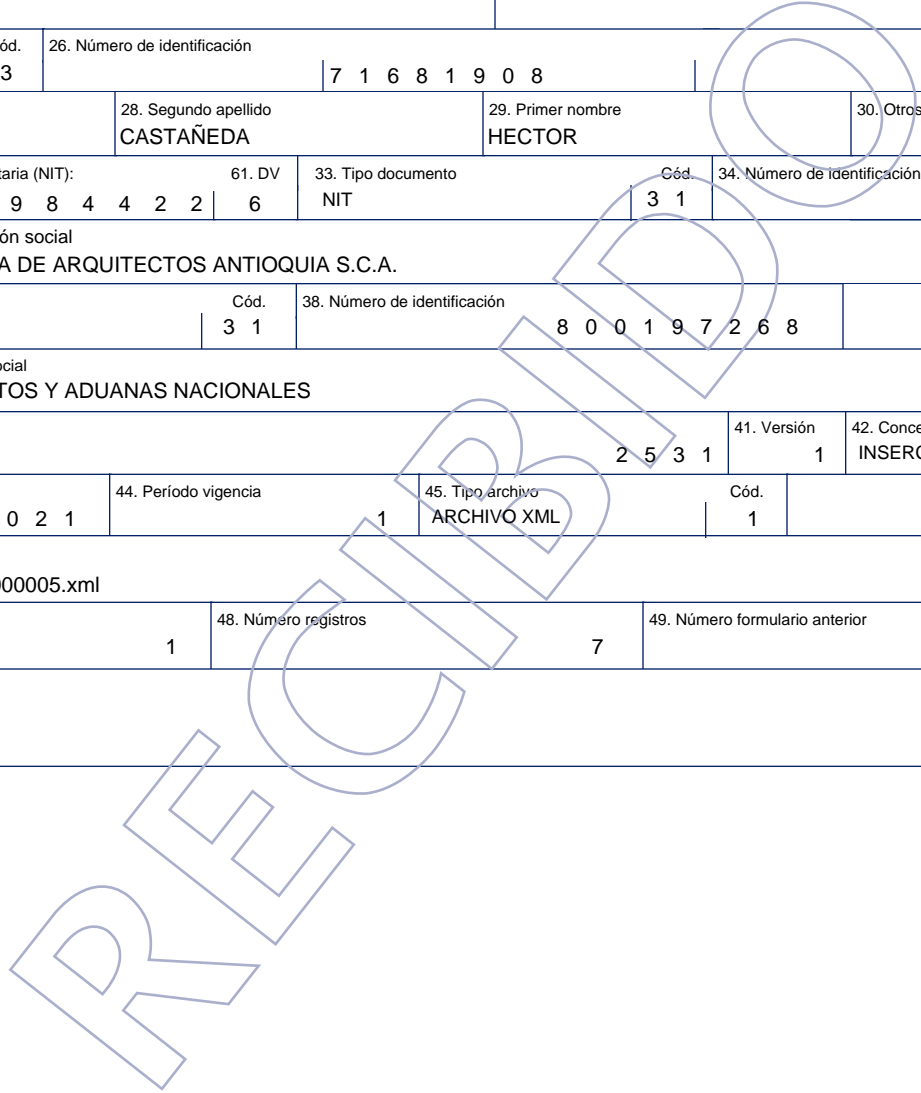 ód. 26. Número de identificación
3 7 1 6 8 1 9 0 8
28. Segundo apellido 29. Primer nombre 30. Otros
CASTAÑEDA HECTOR
taria (NIT): 61. DV 33. Tipo documento Cód. 34. Número de identificación
9 8 4 4 2 2 6 NIT 3 1
ón social
A DE ARQUITECTOS ANTIOQUIA S.C.A.
Cód. 38. Número de identificación
3 1 8 0 0 1 9 7 2 6 8
ocial
TOS Y ADUANAS NACIONALES
41. Versión 42. Conce
2 5 3 1 1 INSERC
44. Período vigencia 45. Tipo archivo Cód.
0 2 1 1 ARCHIVO XML 1
000005.xml
48. Número registros 49. Número formulario anterior
1 7
RECIBIDO